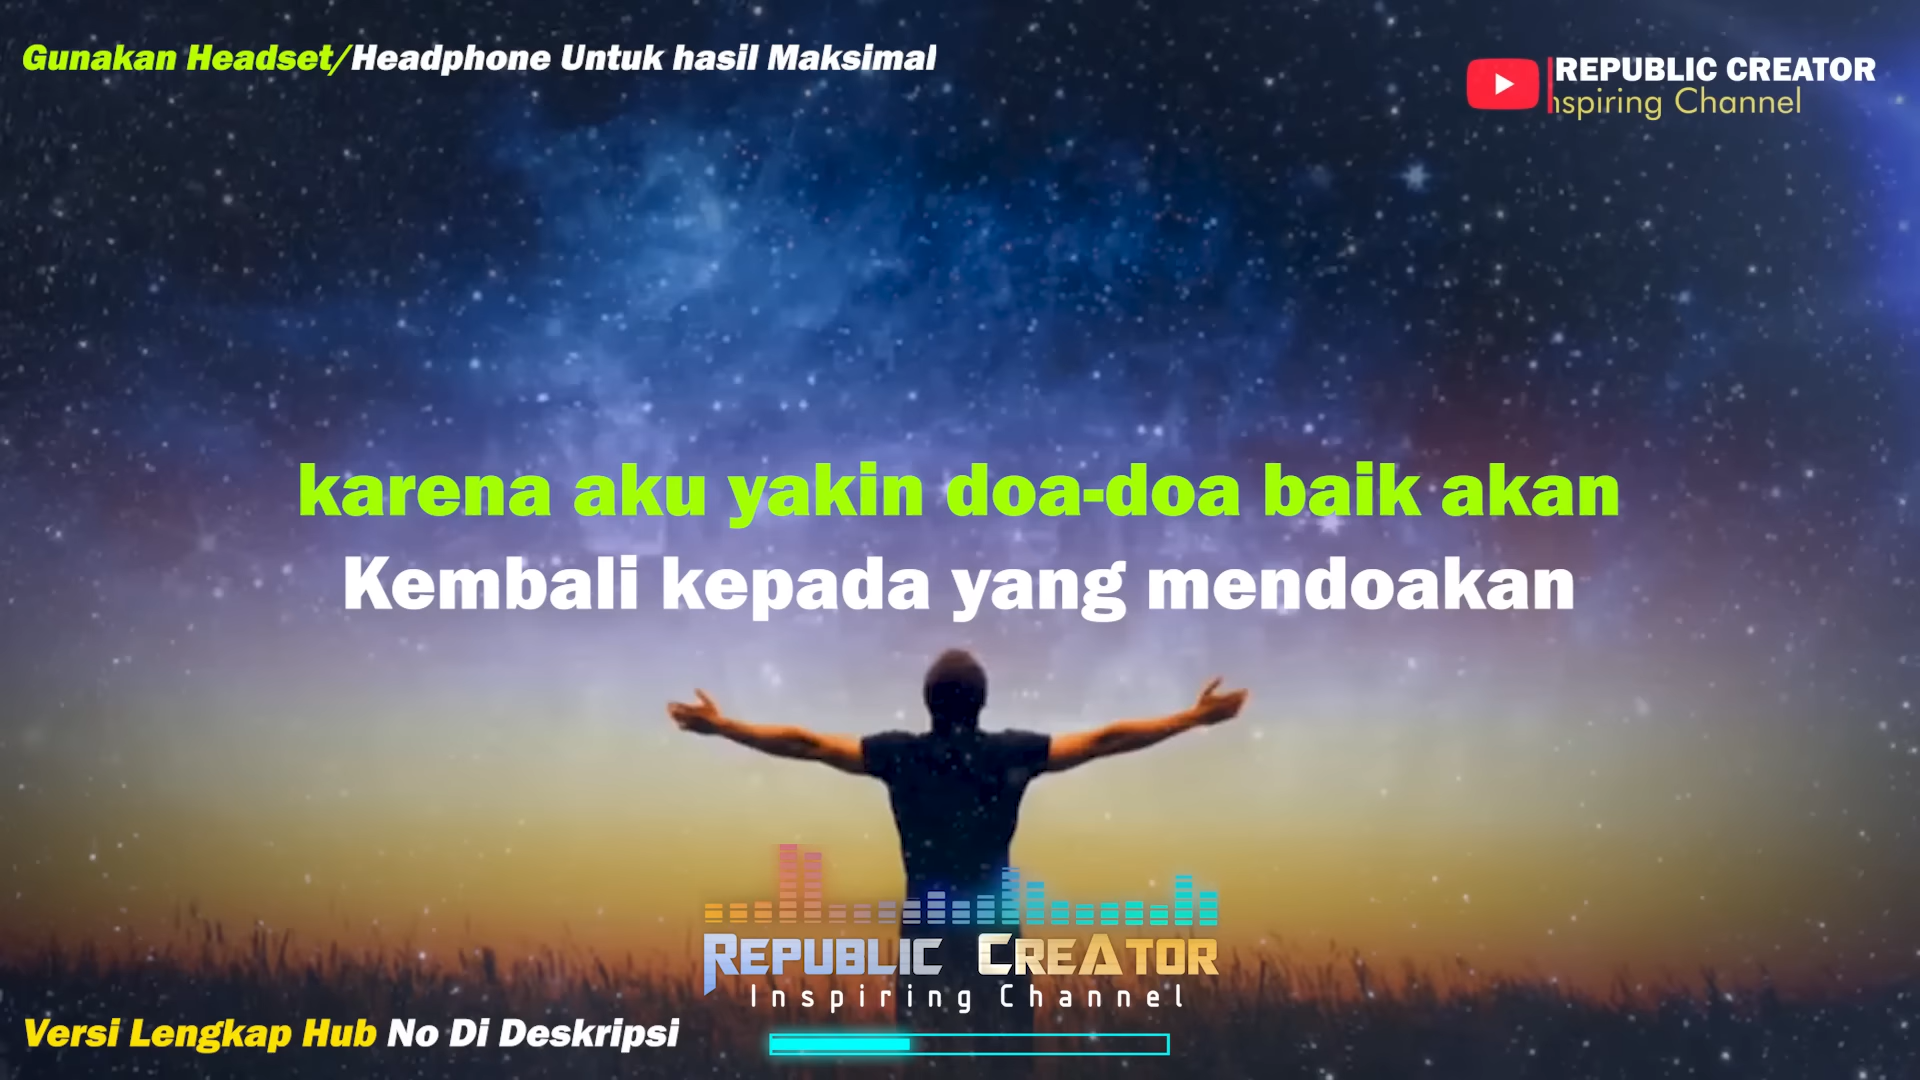 Gunakan Headset/Headphone Untuk hasil Maksimal
REPUBLIC CREATOR
nspiring Channel
karena aku yakin doa-doa baik akan
Kembali kepada yang mendoakan
REPUBLIC CREATOR
Inspiring Channel
Versi Lengkap Hub No Di Deskripsi